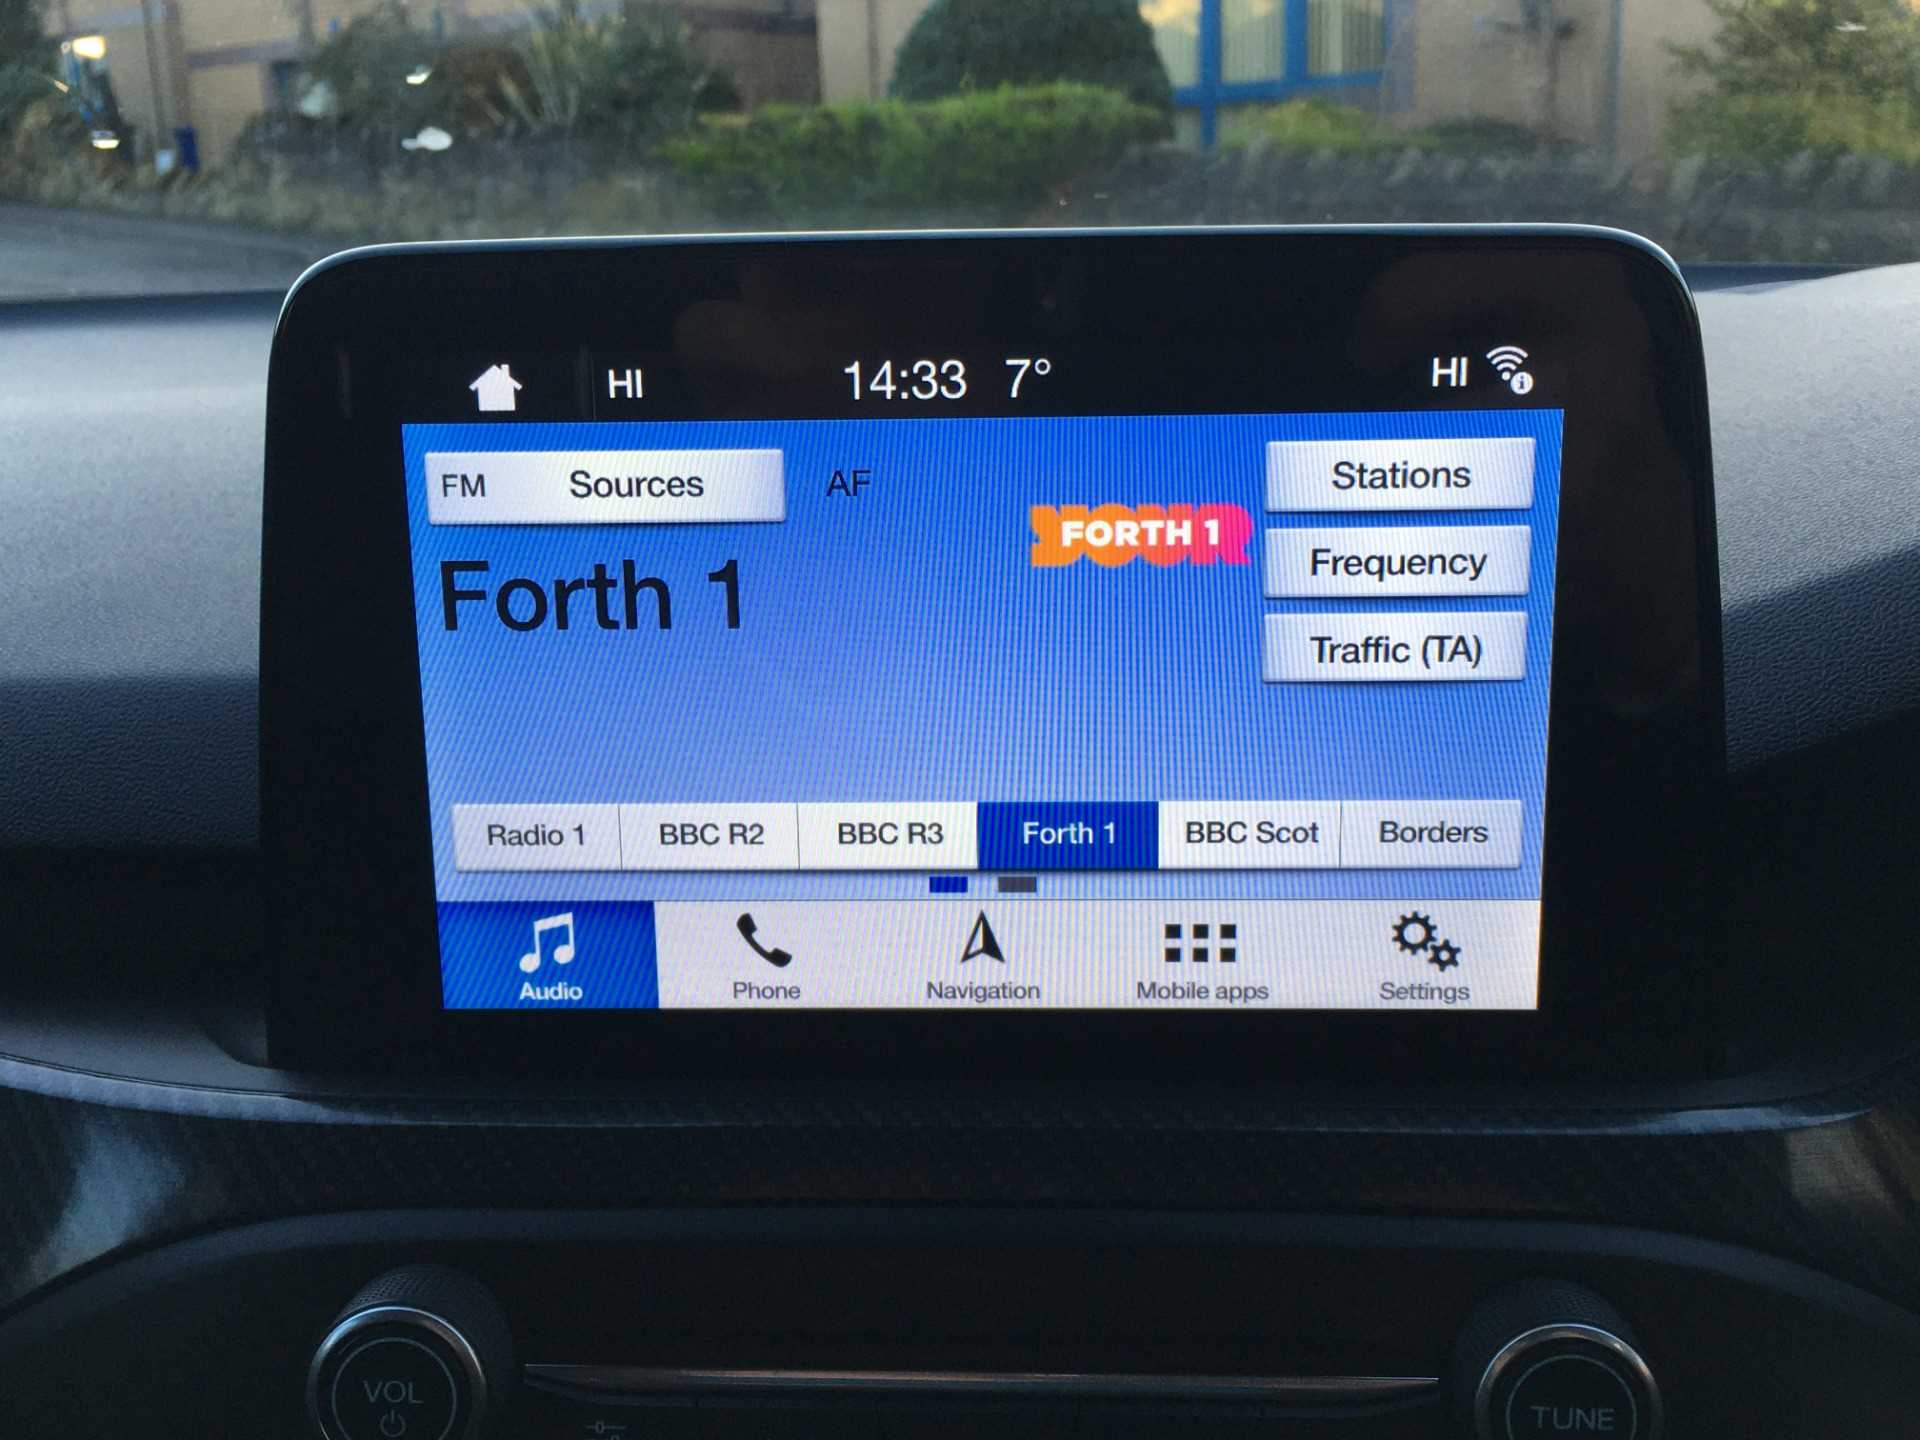 HI 14:33 7° HI
FM Sources AF Stations
FORTH 1
Frequency
Forth 1
Traffic (TA)
Radio 1 BBC R2 BBC R3 Forth 1 BBC Scot Borders
Audio Phone Navigation Mobile apps Settings
VOL TUNE